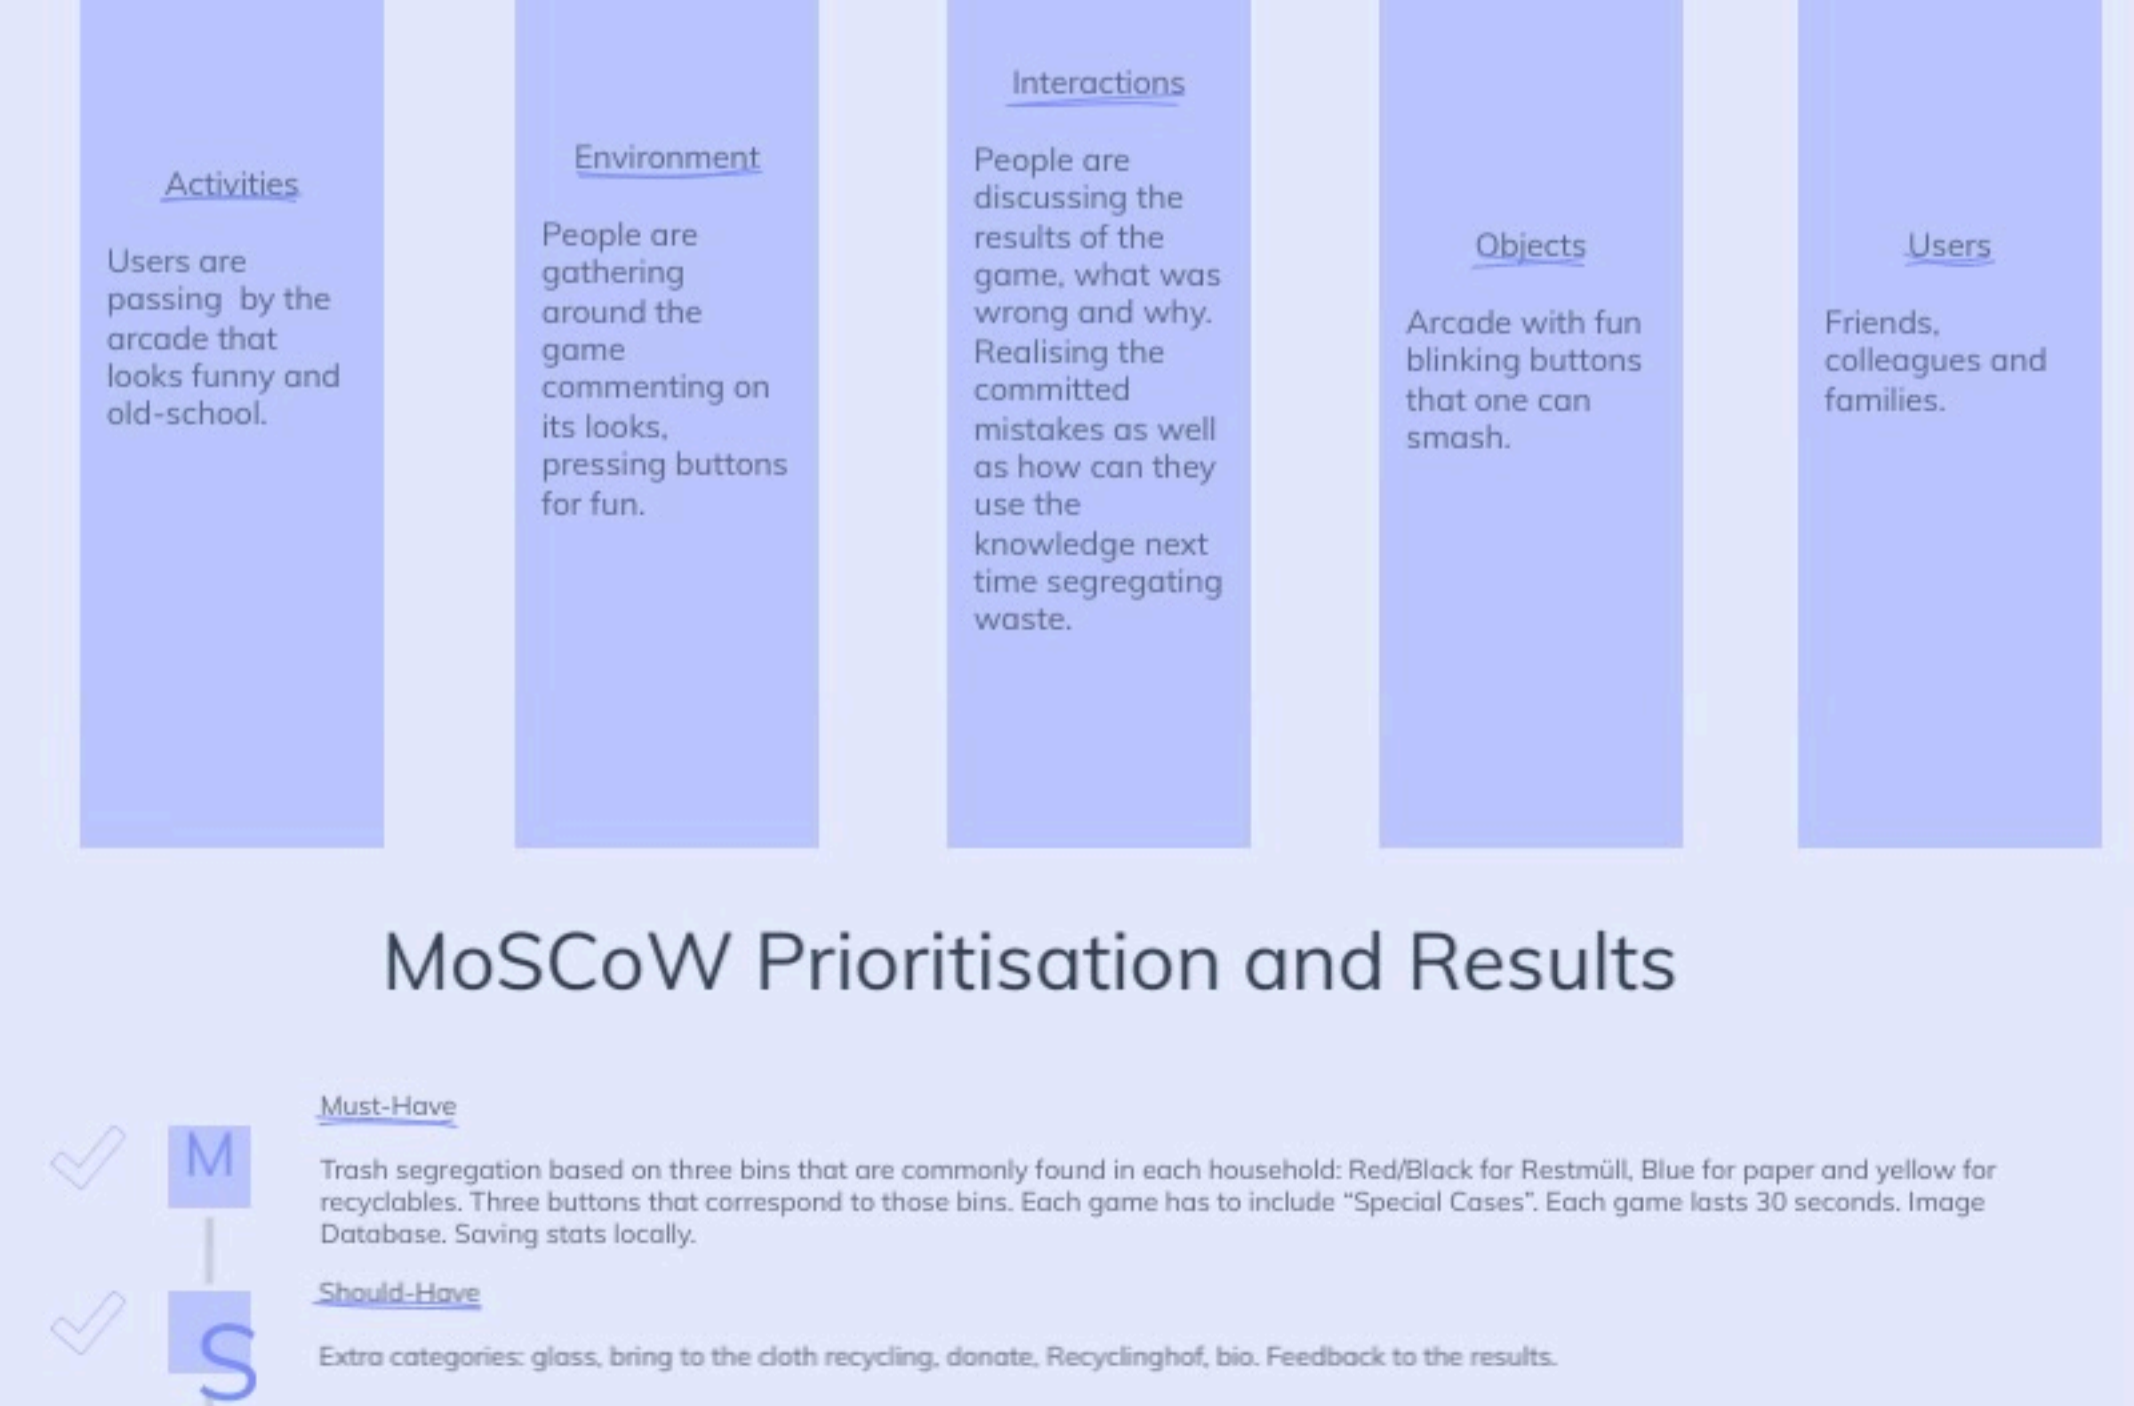 Activities
Users are
passing by the
arcade that
looks funny and
old-school.
Environment
People are
gathering
around the
game
commenting on
its looks,
pressing buttons
for fun.
Interactions
People are
discussing the
results of the
game, what was
wrong and why.
Realising the
committed
mistakes as well
as how can they
use the
knowledge next
time segregating
waste.
Objects
Arcade with fun
blinking buttons
that one can
smash.
Users
Friends,
colleagues and
families.
MoSCoW Prioritisation and Results
M
Must-Have
Trash segregation based on three bins that are commonly found in each household: Red/Black for Restmüll, Blue for paper and yellow for
recyclables. Three buttons that correspond to those bins. Each game has to include “Special Cases”. Each game lasts 30 seconds. Image
Database. Saving stats locally.
S
Should-Have
Extra categories: glass, bring to the cloth recycling, donate, Recyclinghof, bio. Feedback to the results.